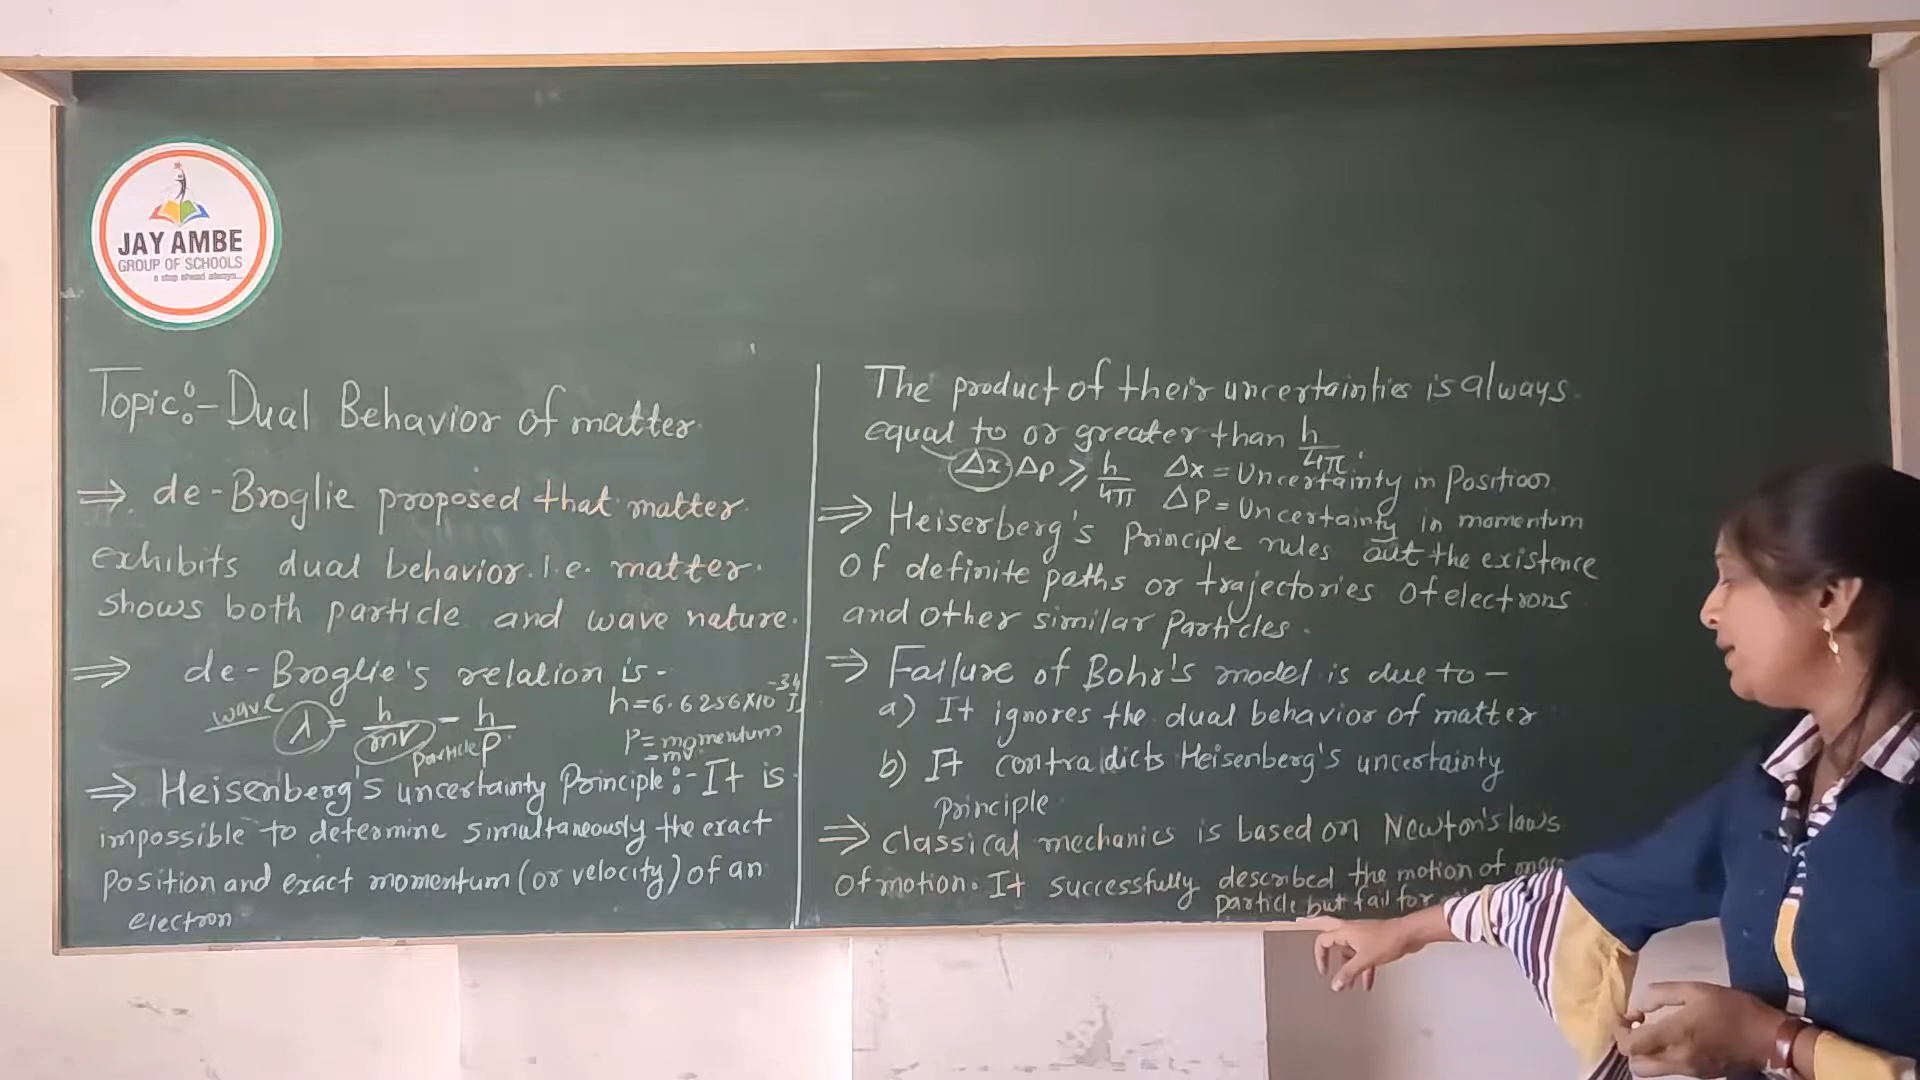 JAY AMBE
GROUP OF SCHOOLS
a step ahead always...
Topic:- Dual Behavior of matter.
⇒ de-Broglie proposed that matter
exhibits dual behavior. i.e. matter.
shows both particle and wave nature.
⇒ de-Broglie's relation is -
wave λ = h/mv = h/p
particle
h = 6.6256×10⁻³⁴ J
P = momentum
= mv.
⇒ Heisenberg's uncertainty Principle:- It is
impossible to determine simultaneously the exact
position and exact momentum (or velocity) of an
electron
The product of their uncertainties is always.
equal to or greater than h/4π.
Δx Δp ⩾ h/4π Δx = Uncertainty in Position
ΔP = Uncertainty in momentum
⇒ Heiserberg's Principle rules out the existence
of definite paths or trajectories of electrons
and other similar Particles.
⇒ Failure of Bohr's model is due to -
a) It ignores the dual behavior of matter
b) It contradicts Heisenberg's uncertainty
principle
⇒ Classical mechanics is based on Newton's laws
of motion. It successfully described the motion of
particle but fail for